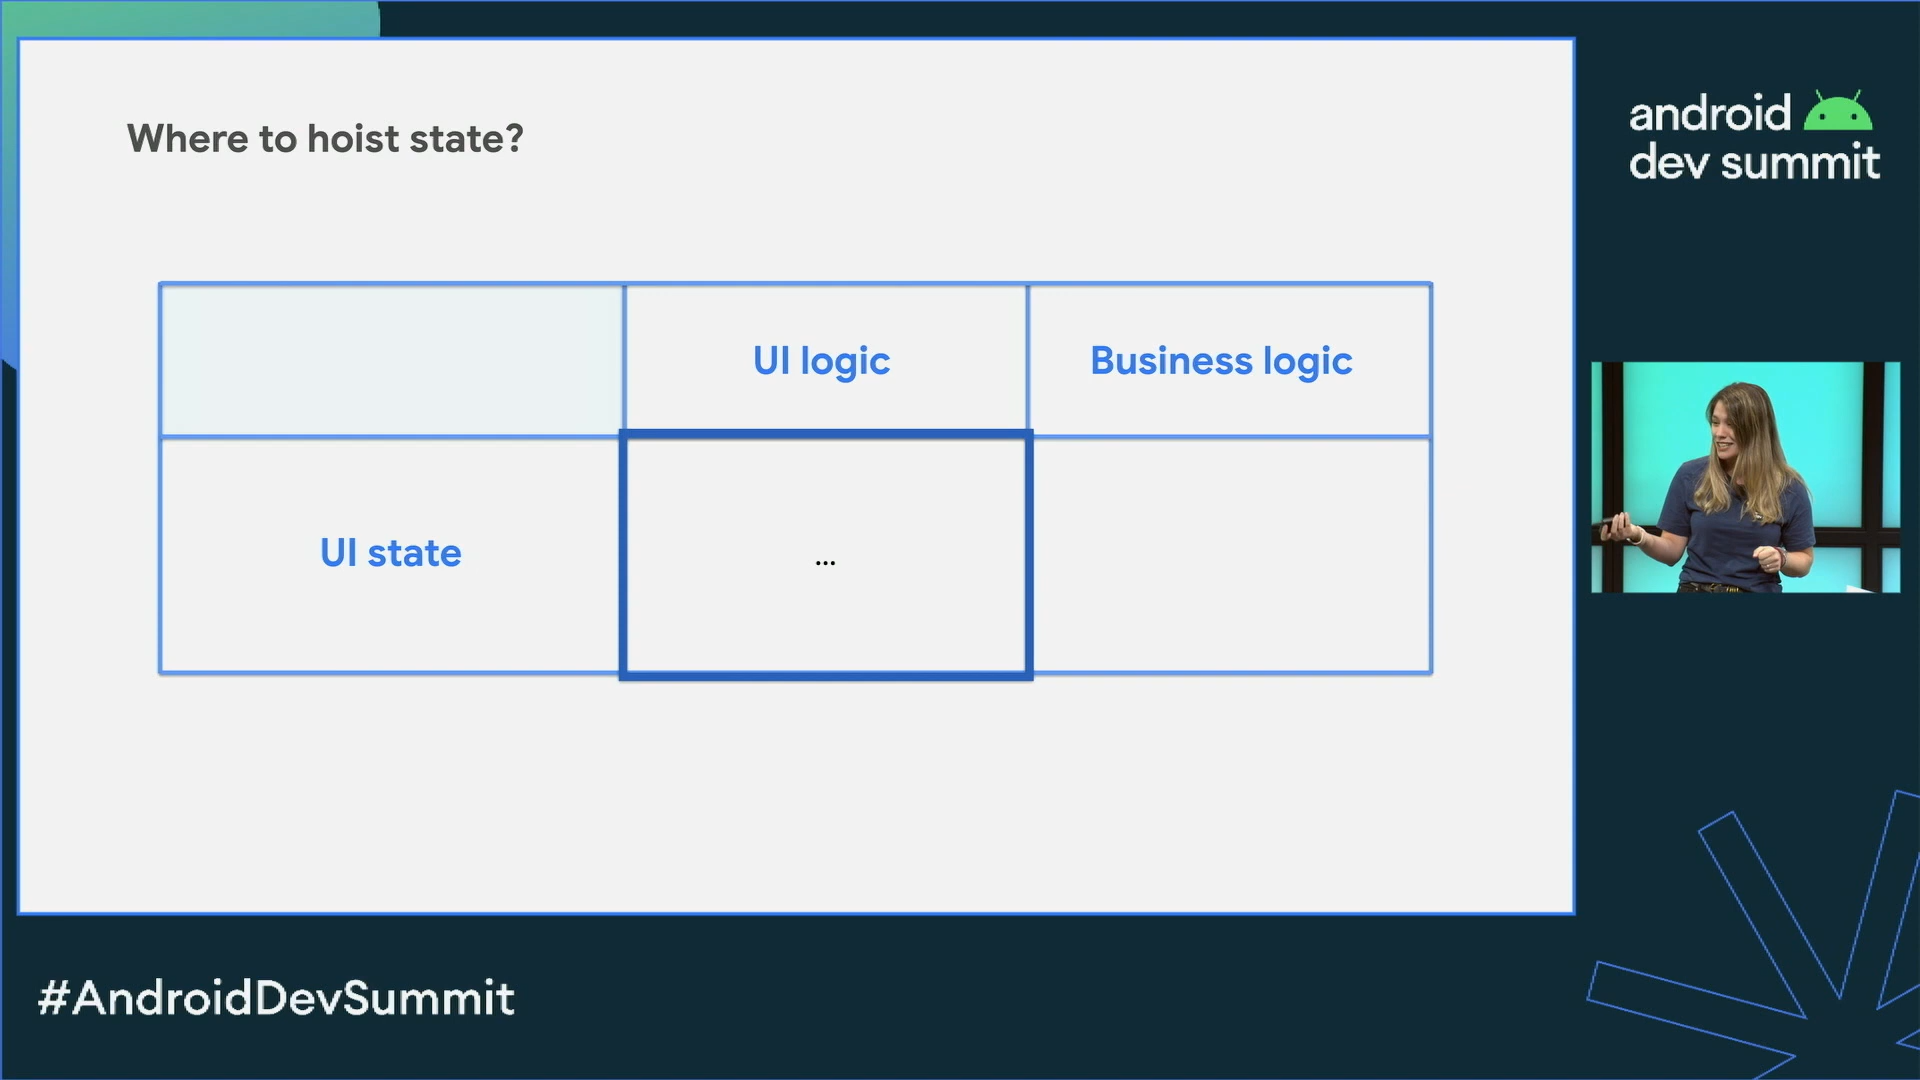 Where to hoist state?
android
dev summit
UI logic
Business logic
UI state
...
#AndroidDevSummit